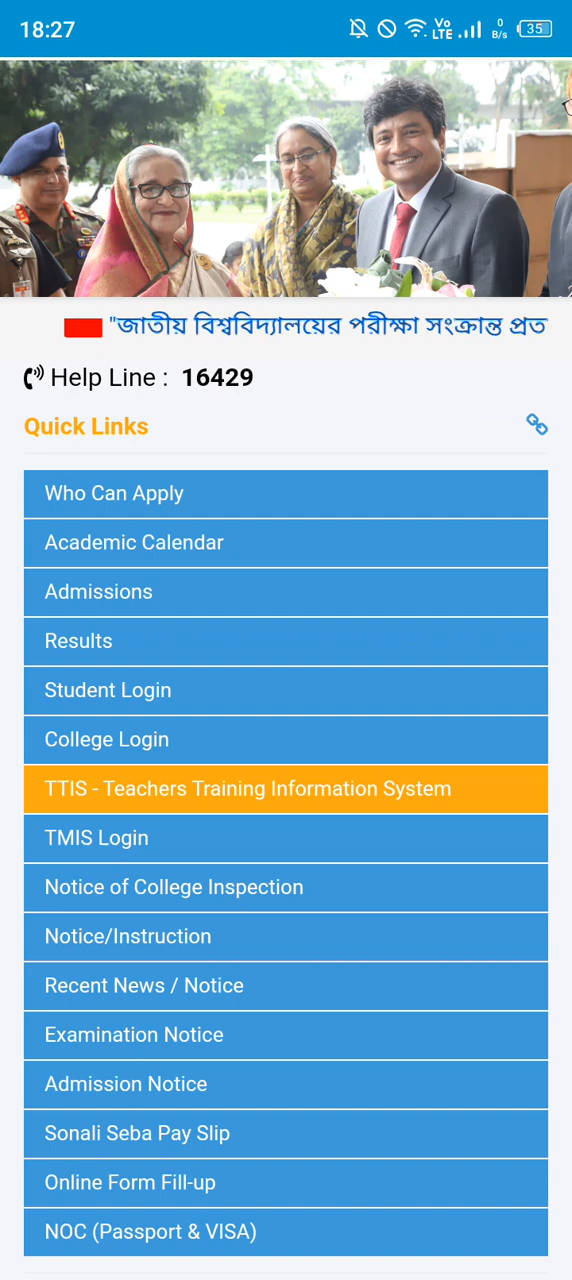 18:27
Vo LTE
0 B/s
35
"জাতীয় বিশ্ববিদ্যালয়ের পরীক্ষা সংক্রান্ত প্রত
Help Line : 16429
Quick Links
Who Can Apply
Academic Calendar
Admissions
Results
Student Login
College Login
TTIS - Teachers Training Information System
TMIS Login
Notice of College Inspection
Notice/Instruction
Recent News / Notice
Examination Notice
Admission Notice
Sonali Seba Pay Slip
Online Form Fill-up
NOC (Passport & VISA)